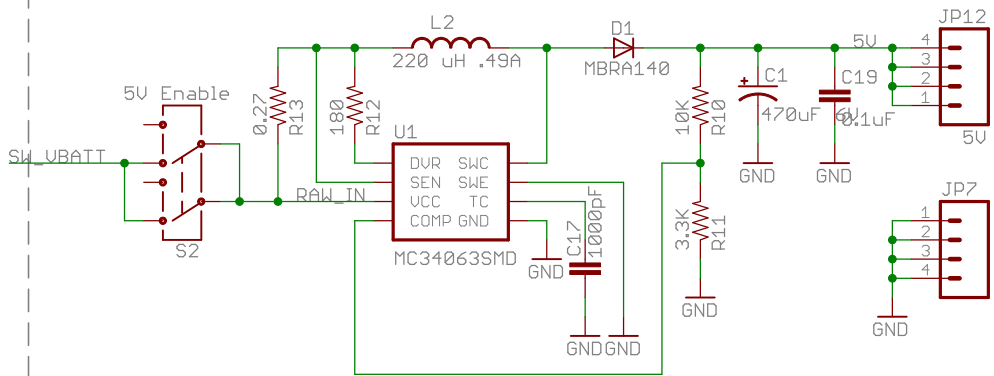 JP12
L2
D1
5V
4
3
2
1
220 uH .49A
MBRA140
C1
C19
5V Enable
0.27
R13
180
R12
U1
10K
R10
470uF 6V
0.1uF
5V
SW_VBATT
DVR SWC
SEN SWE
VCC TC
COMP GND
GND
GND
JP7
RAW_IN
1000pF
C17
3.3K
R11
1
2
3
4
S2
MC34063SMD
GND
GND
GND
GND
GND